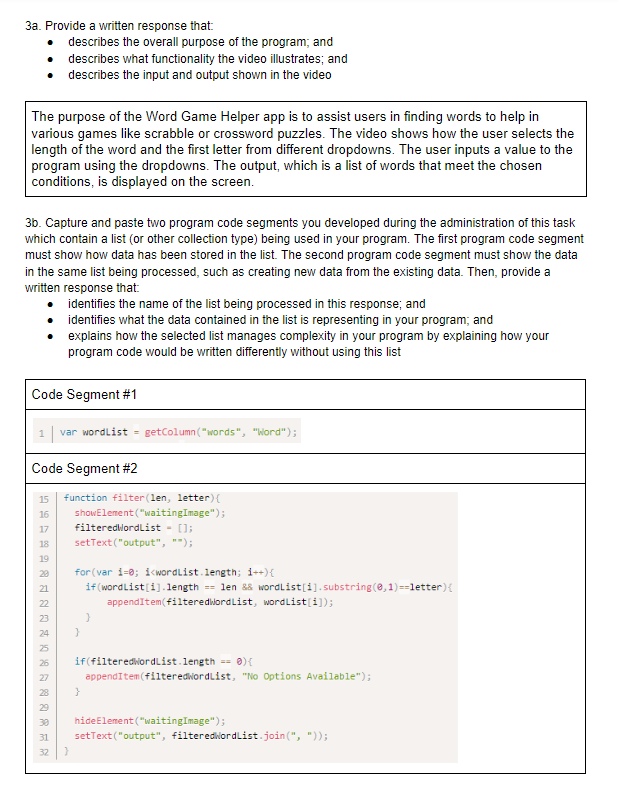 3a. Provide a written response that:
• describes the overall purpose of the program; and
• describes what functionality the video illustrates; and
• describes the input and output shown in the video
The purpose of the Word Game Helper app is to assist users in finding words to help in
various games like scrabble or crossword puzzles. The video shows how the user selects the
length of the word and the first letter from different dropdowns. The user inputs a value to the
program using the dropdowns. The output, which is a list of words that meet the chosen
conditions, is displayed on the screen.
3b. Capture and paste two program code segments you developed during the administration of this task
which contain a list (or other collection type) being used in your program. The first program code segment
must show how data has been stored in the list. The second program code segment must show the data
in the same list being processed, such as creating new data from the existing data. Then, provide a
written response that:
• identifies the name of the list being processed in this response; and
• identifies what the data contained in the list is representing in your program; and
• explains how the selected list manages complexity in your program by explaining how your
program code would be written differently without using this list
Code Segment #1
1 var wordList = getColumn("words", "Word");
Code Segment #2
15 function filter(len, letter){
16 showElement("waitingImage");
17 filteredWordList = [];
18 setText("output", "");
19
20 for(var i=0; i<wordList.length; i++){
21 if(wordList[i].length == len && wordList[i].substring(0,1)==letter){
22 appendItem(filteredWordList, wordList[i]);
23 }
24 }
25
26 if(filteredWordList.length == 0){
27 appendItem(filteredWordList, "No Options Available");
28 }
29
30 hideElement("waitingImage");
31 setText("output", filteredWordList.join(", "));
32 }